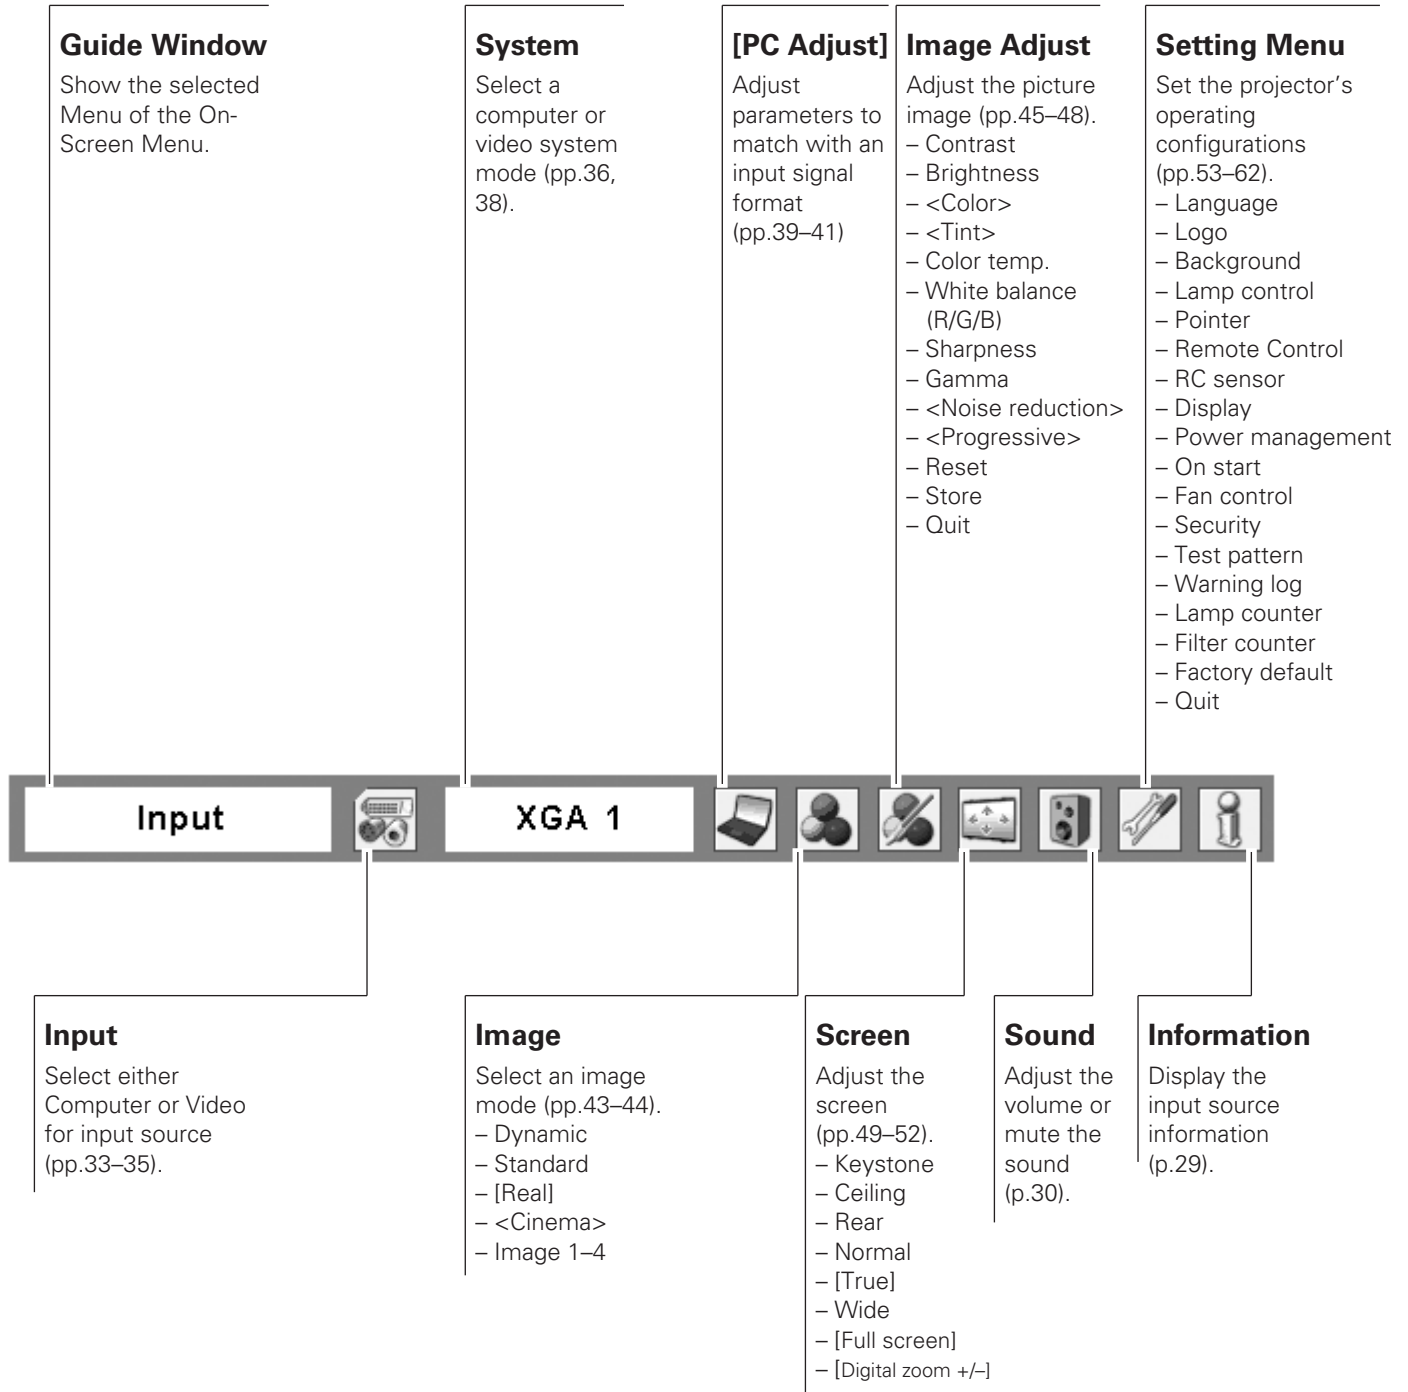 Guide Window
Show the selected
Menu of the On-
Screen Menu.
System
Select a
computer or
video system
mode (pp.36,
38).
[PC Adjust]
Adjust
parameters to
match with an
input signal
format
(pp.39–41)
Image Adjust
Adjust the picture
image (pp.45–48).
– Contrast
– Brightness
– <Color>
– <Tint>
– Color temp.
– White balance
(R/G/B)
– Sharpness
– Gamma
– <Noise reduction>
– <Progressive>
– Reset
– Store
– Quit
Setting Menu
Set the projector’s
operating
configurations
(pp.53–62).
– Language
– Logo
– Background
– Lamp control
– Pointer
– Remote Control
– RC sensor
– Display
– Power management
– On start
– Fan control
– Security
– Test pattern
– Warning log
– Lamp counter
– Filter counter
– Factory default
– Quit
Input
XGA 1
Input
Select either
Computer or Video
for input source
(pp.33–35).
Image
Select an image
mode (pp.43–44).
– Dynamic
– Standard
– [Real]
– <Cinema>
– Image 1–4
Screen
Adjust the
screen
(pp.49–52).
– Keystone
– Ceiling
– Rear
– Normal
– [True]
– Wide
– [Full screen]
– [Digital zoom +/–]
Sound
Adjust the
volume or
mute the
sound
(p.30).
Information
Display the
input source
information
(p.29).